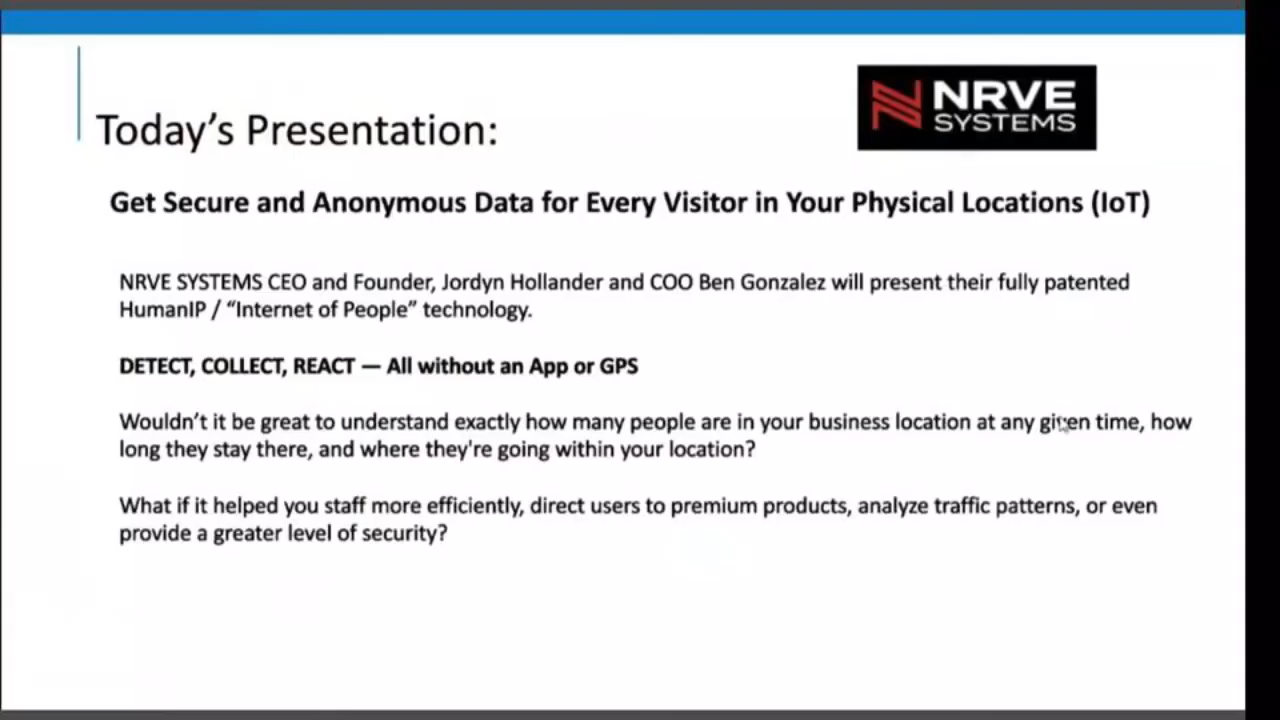 NRVE
SYSTEMS
Today’s Presentation:
Get Secure and Anonymous Data for Every Visitor in Your Physical Locations (IoT)
NRVE SYSTEMS CEO and Founder, Jordyn Hollander and COO Ben Gonzalez will present their fully patented
HumanIP / “Internet of People” technology.
DETECT, COLLECT, REACT — All without an App or GPS
Wouldn’t it be great to understand exactly how many people are in your business location at any given time, how
long they stay there, and where they're going within your location?
What if it helped you staff more efficiently, direct users to premium products, analyze traffic patterns, or even
provide a greater level of security?